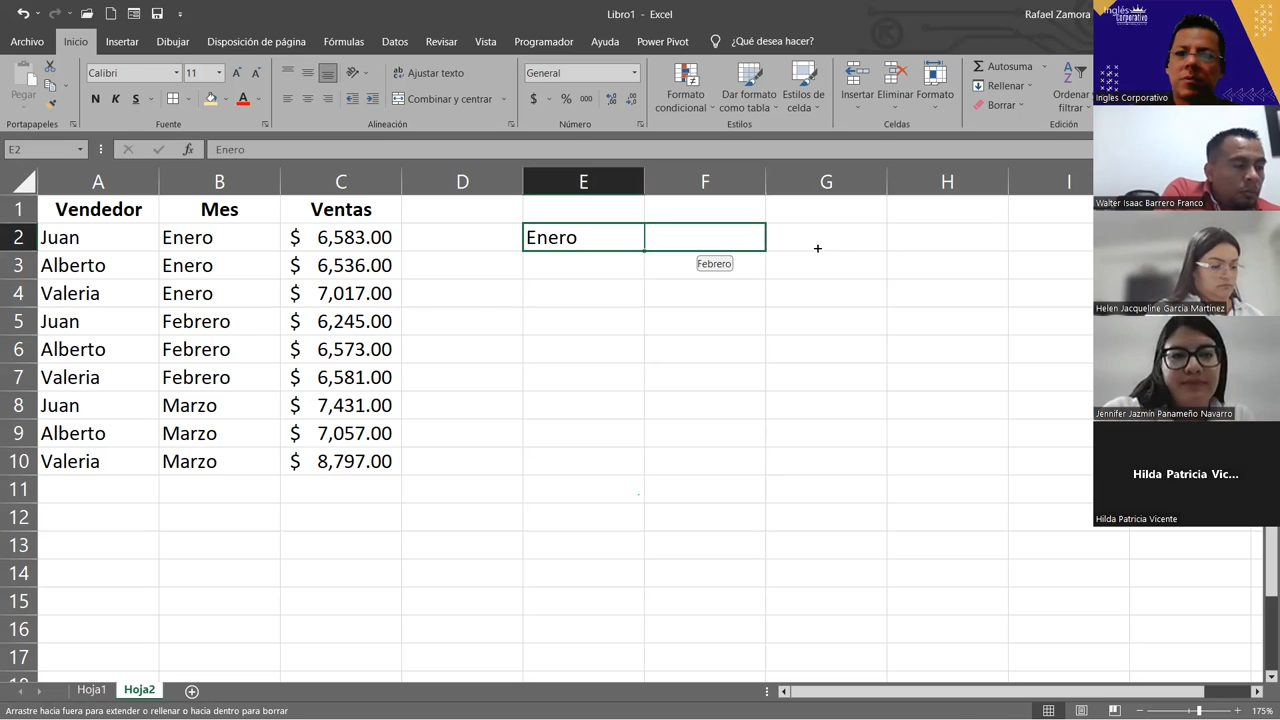 Libro1 - Excel
Rafael Zamora
Archivo Inicio Insertar Dibujar Disposición de página Fórmulas Datos Revisar Vista Programador Ayuda Power Pivot ¿Qué desea hacer?
Pegar
Calibri 11
N K S
Ajustar texto
Combinar y centrar
General
$ % 000
Formato condicional
Dar formato como tabla
Estilos de celda
Insertar
Eliminar
Formato
Autosuma
Rellenar
Borrar
Ordenar
filtrar
Portapapeles Fuente Alineación Número Estilos Celdas Edición
E2 fx Enero
A B C D E F G H I
1 Vendedor Mes Ventas
2 Juan Enero $ 6,583.00 Enero
3 Alberto Enero $ 6,536.00 Febrero
4 Valeria Enero $ 7,017.00
5 Juan Febrero $ 6,245.00
6 Alberto Febrero $ 6,573.00
7 Valeria Febrero $ 6,581.00
8 Juan Marzo $ 7,431.00
9 Alberto Marzo $ 7,057.00
10 Valeria Marzo $ 8,797.00
11
12
13
14
15
16
17
Hoja1 Hoja2
Arrastre hacia fuera para extender o rellenar o hacia dentro para borrar
175%
Inglés
Corporativo
Ingles Corporativo
Walter Isaac Barrero Franco
Helen Jacqueline García Martinez
Jennifer Jazmín Panameño Navarro
Hilda Patricia Vic...
Hilda Patricia Vicente